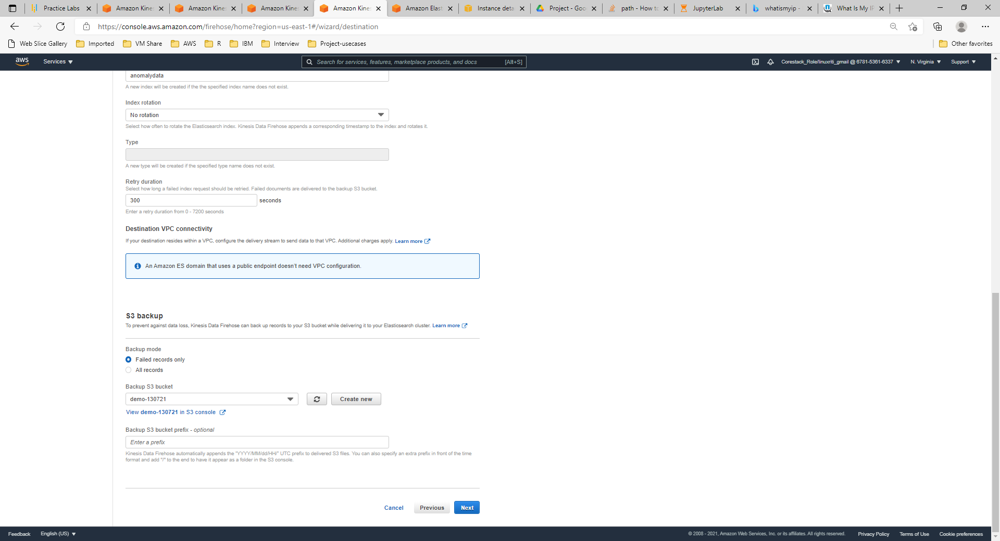 Practice Labs
Amazon Kine
Amazon Kine
Amazon Kine
Amazon Kine
Amazon Elast
Instance deta
Project - Goo
path - How to
JupyterLab
whatismyip -
What Is My IP
https://console.aws.amazon.com/firehose/home?region=us-east-1#/wizard/destination
Web Slice Gallery
Imported
VM Share
AWS
R
IBM
Interview
Project-usecases
Other favorites
aws
Services
Search for services, features, marketplace products, and docs
[Alt+S]
Corestack_Role/linuxriti_gmail @ 6781-5361-6337
N. Virginia
Support
anomalydata
A new index will be created if the the specified index name does not exist.
Index rotation
No rotation
Select how often to rotate the Elasticsearch index. Kinesis Data Firehose appends a corresponding timestamp to the index and rotates it.
Type
A new type will be created if the specified type name does not exist.
Retry duration
Select how long a failed index request should be retried. Failed documents are delivered to the backup S3 bucket.
300
seconds
Enter a retry duration from 0 - 7200 seconds
Destination VPC connectivity
If your destination resides within a VPC, configure the delivery stream to send data to that VPC. Additional charges apply. Learn more
An Amazon ES domain that uses a public endpoint doesn't need VPC configuration.
S3 backup
To prevent against data loss, Kinesis Data Firehose can back up records to your S3 bucket while delivering it to your Elasticsearch cluster. Learn more
Backup mode
Failed records only
All records
Backup S3 bucket
demo-130721
Create new
View demo-130721 in S3 console
Backup S3 bucket prefix - optional
Enter a prefix
Kinesis Data Firehose automatically appends the "YYYY/MM/dd/HH/" UTC prefix to delivered S3 files. You can also specify an extra prefix in front of the time
format and add "/" to the end to have it appear as a folder in the S3 console.
Cancel
Previous
Next
Feedback
English (US)
© 2008 - 2021, Amazon Web Services, Inc. or its affiliates. All rights reserved.
Privacy Policy
Terms of Use
Cookie preferences